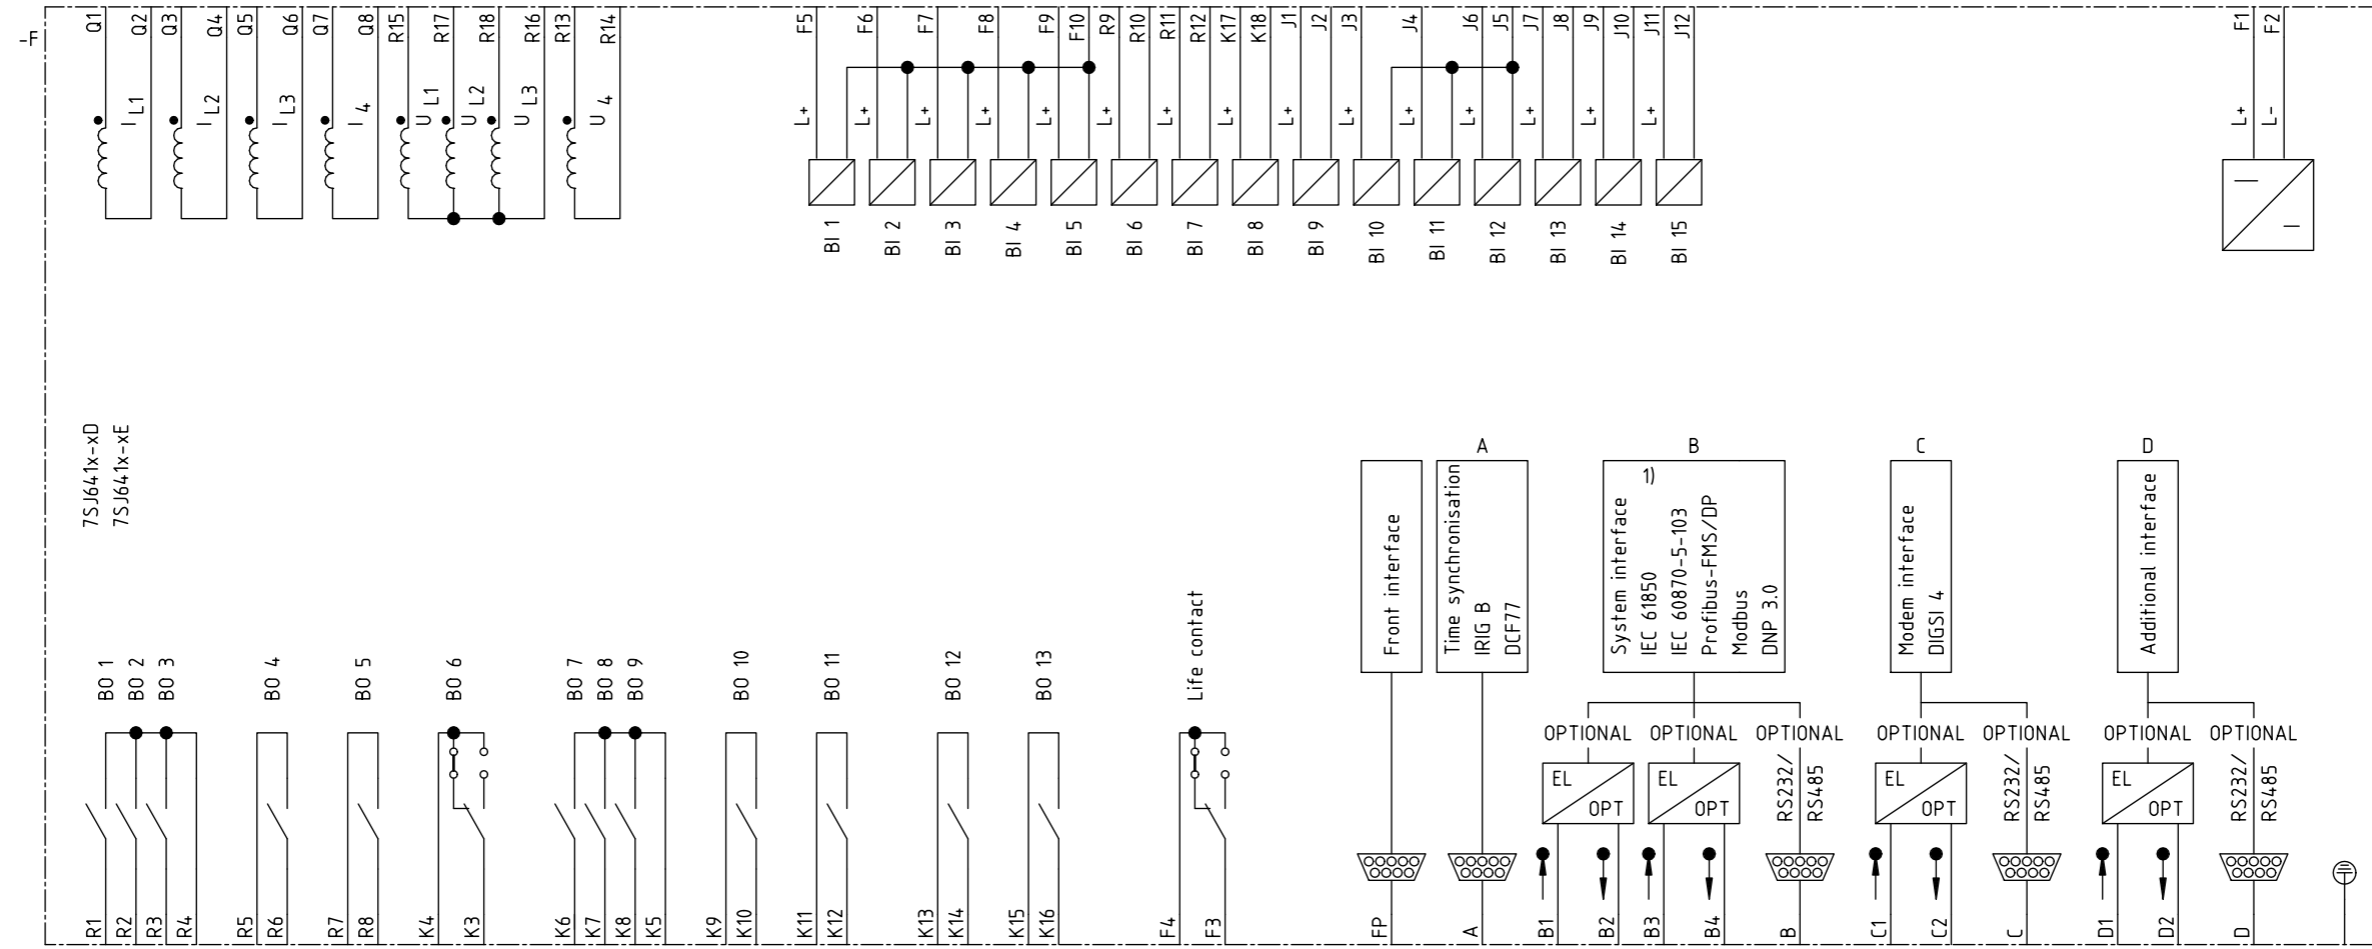 -F
Q1 Q2 Q3 Q4 Q5 Q6 Q7 Q8 R15 R17 R18 R16 R13 R14
F5 F6 F7 F8 F9 F10 R9 R10 R11 R12 K17 K18 J1 J2 J3 J4 J6 J5 J7 J8 J9 J10 J11 J12
F1 F2
I L1 I L2 I L3 I 4 U L1 U L2 U L3 U 4
L+ L+ L+ L+ L+ L+ L+ L+ L+ L+ L+ L+ L+ L+ L+
L+ L-
BI 1 BI 2 BI 3 BI 4 BI 5 BI 6 BI 7 BI 8 BI 9 BI 10 BI 11 BI 12 BI 13 BI 14 BI 15
7SJ641x-xD
7SJ641x-xE
A B C D
Front interface
Time synchronisation
IRIG B
DCF77
System interface 1)
IEC 61850
IEC 60870-5-103
Profibus-FMS/DP
Modbus
DNP 3.0
Modem interface
DIGSI 4
Additional interface
BO 1 BO 2 BO 3 BO 4 BO 5 BO 6 BO 7 BO 8 BO 9 BO 10 BO 11 BO 12 BO 13
Life contact
OPTIONAL OPTIONAL OPTIONAL OPTIONAL OPTIONAL OPTIONAL OPTIONAL
EL OPT
EL OPT
RS232/
RS485
EL OPT
RS232/
RS485
EL OPT
RS232/
RS485
R1 R2 R3 R4 R5 R6 R7 R8 K4 K3 K6 K7 K8 K5 K9 K10 K11 K12 K13 K14 K15 K16 F4 F3 FP A B1 B2 B3 B4 B C1 C2 C D1 D2 D